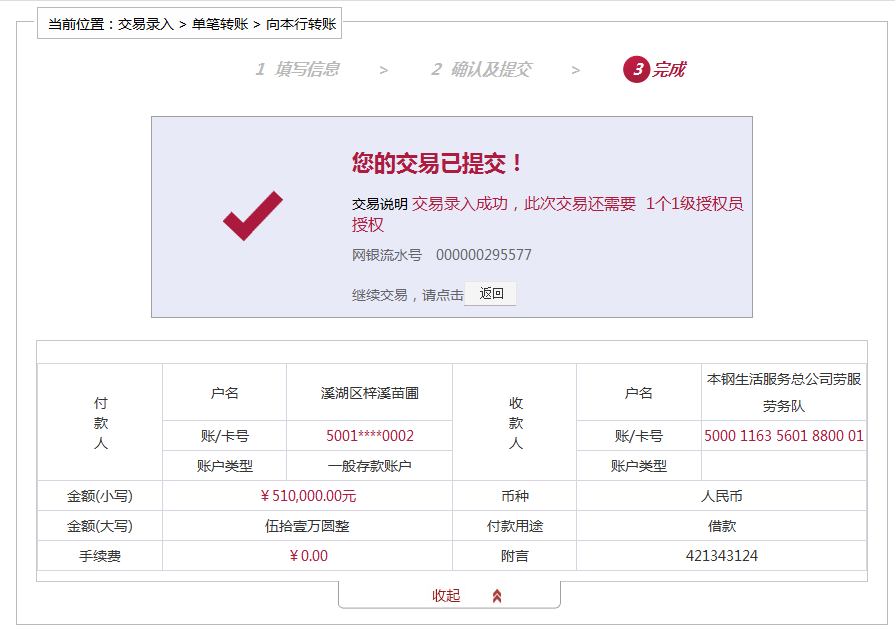 当前位置：交易录入 > 单笔转账 > 向本行转账
1 填写信息 > 2 确认及提交 > 3 完成
您的交易已提交！
交易说明 交易录入成功，此次交易还需要 1个1级授权员
授权
网银流水号 000000295577
继续交易，请点击 返回
付款人 户名 溪湖区梓溪苗圃 收款人 户名 本钢生活服务总公司劳服
劳务队
账/卡号 5001****0002 账/卡号 5000 1163 5601 8800 01
账户类型 一般存款账户 账户类型
金额(小写) ￥510,000.00元 币种 人民币
金额(大写) 伍拾壹万圆整 付款用途 借款
手续费 ￥0.00 附言 421343124
收起